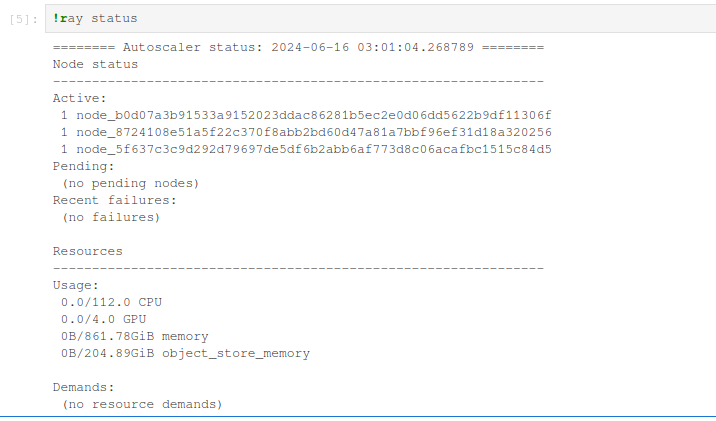 [5]: !ray status
======== Autoscaler status: 2024-06-16 03:01:04.268789 ========
Node status
---------------------------------------------------------------
Active:
 1 node_b0d07a3b91533a9152023ddac86281b5ec2e0d06dd5622b9df11306f
 1 node_8724108e51a5f22c370f8abb2bd60d47a81a7bbf96ef31d18a320256
 1 node_5f637c3c9d292d79697de5df6b2abb6af773d8c06acafbc1515c84d5
Pending:
 (no pending nodes)
Recent failures:
 (no failures)

Resources
---------------------------------------------------------------
Usage:
 0.0/112.0 CPU
 0.0/4.0 GPU
 0B/861.78GiB memory
 0B/204.89GiB object_store_memory

Demands:
 (no resource demands)